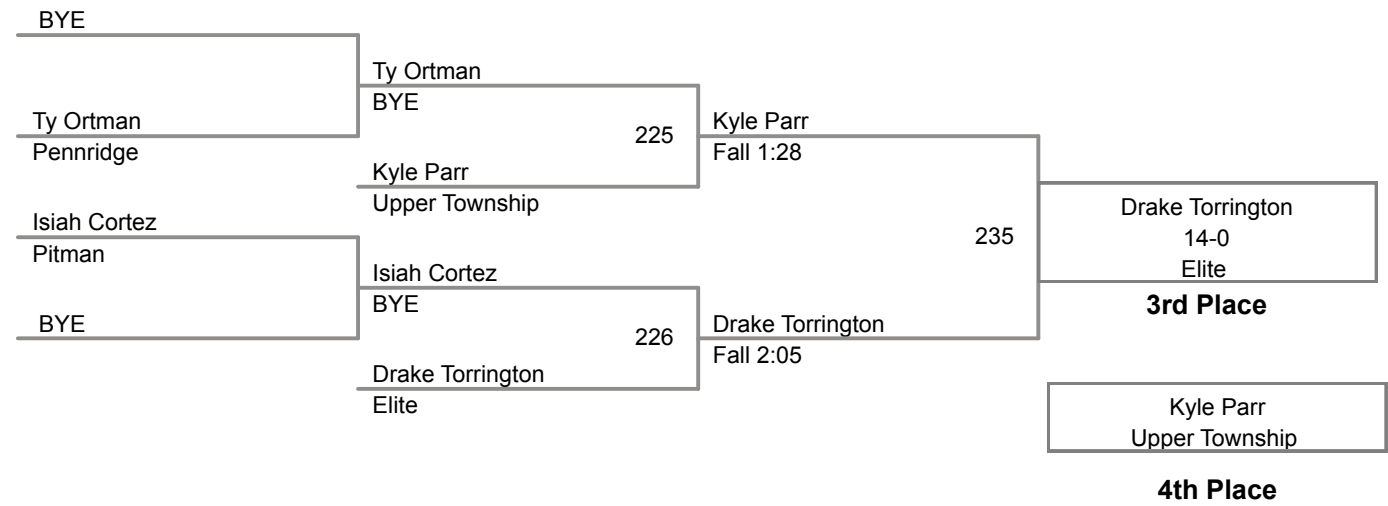 BYE
Ty Ortman
BYE
Ty Ortman
Pennridge
225
Kyle Parr
Fall 1:28
Kyle Parr
Upper Township
Isiah Cortez
Pitman
235
Drake Torrington
14-0
Elite
3rd Place
Isiah Cortez
BYE
BYE
226
Drake Torrington
Fall 2:05
Drake Torrington
Elite
Kyle Parr
Upper Township
4th Place